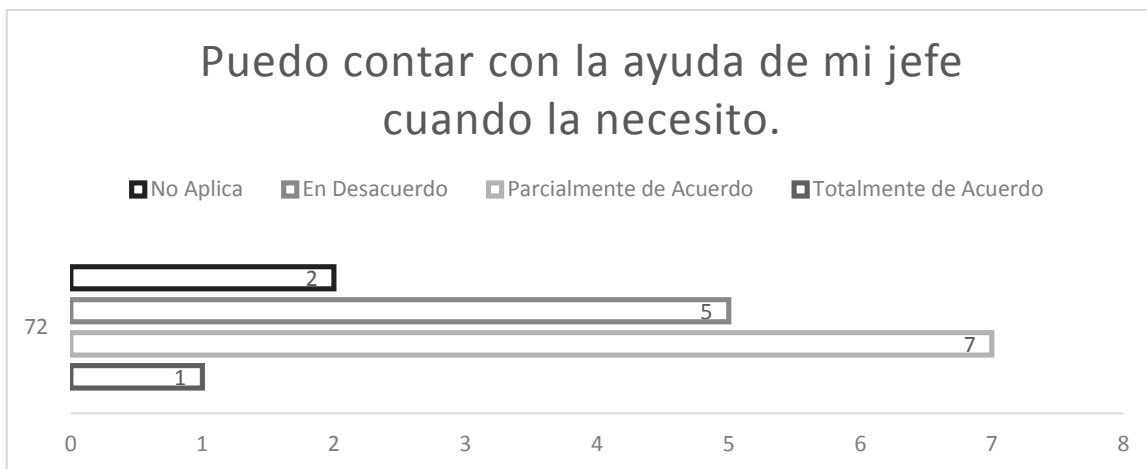 Puedo contar con la ayuda de mi jefe
cuando la necesito.
No Aplica En Desacuerdo Parcialmente de Acuerdo Totalmente de Acuerdo
2
5
72
7
1
0 1 2 3 4 5 6 7 8